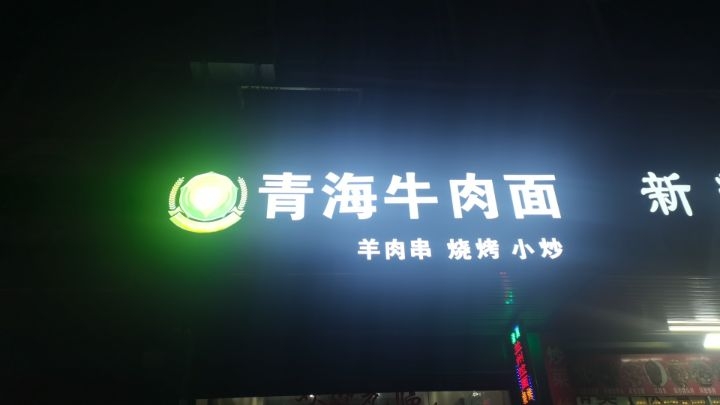 青海牛肉面
羊肉串 烧烤 小炒
新